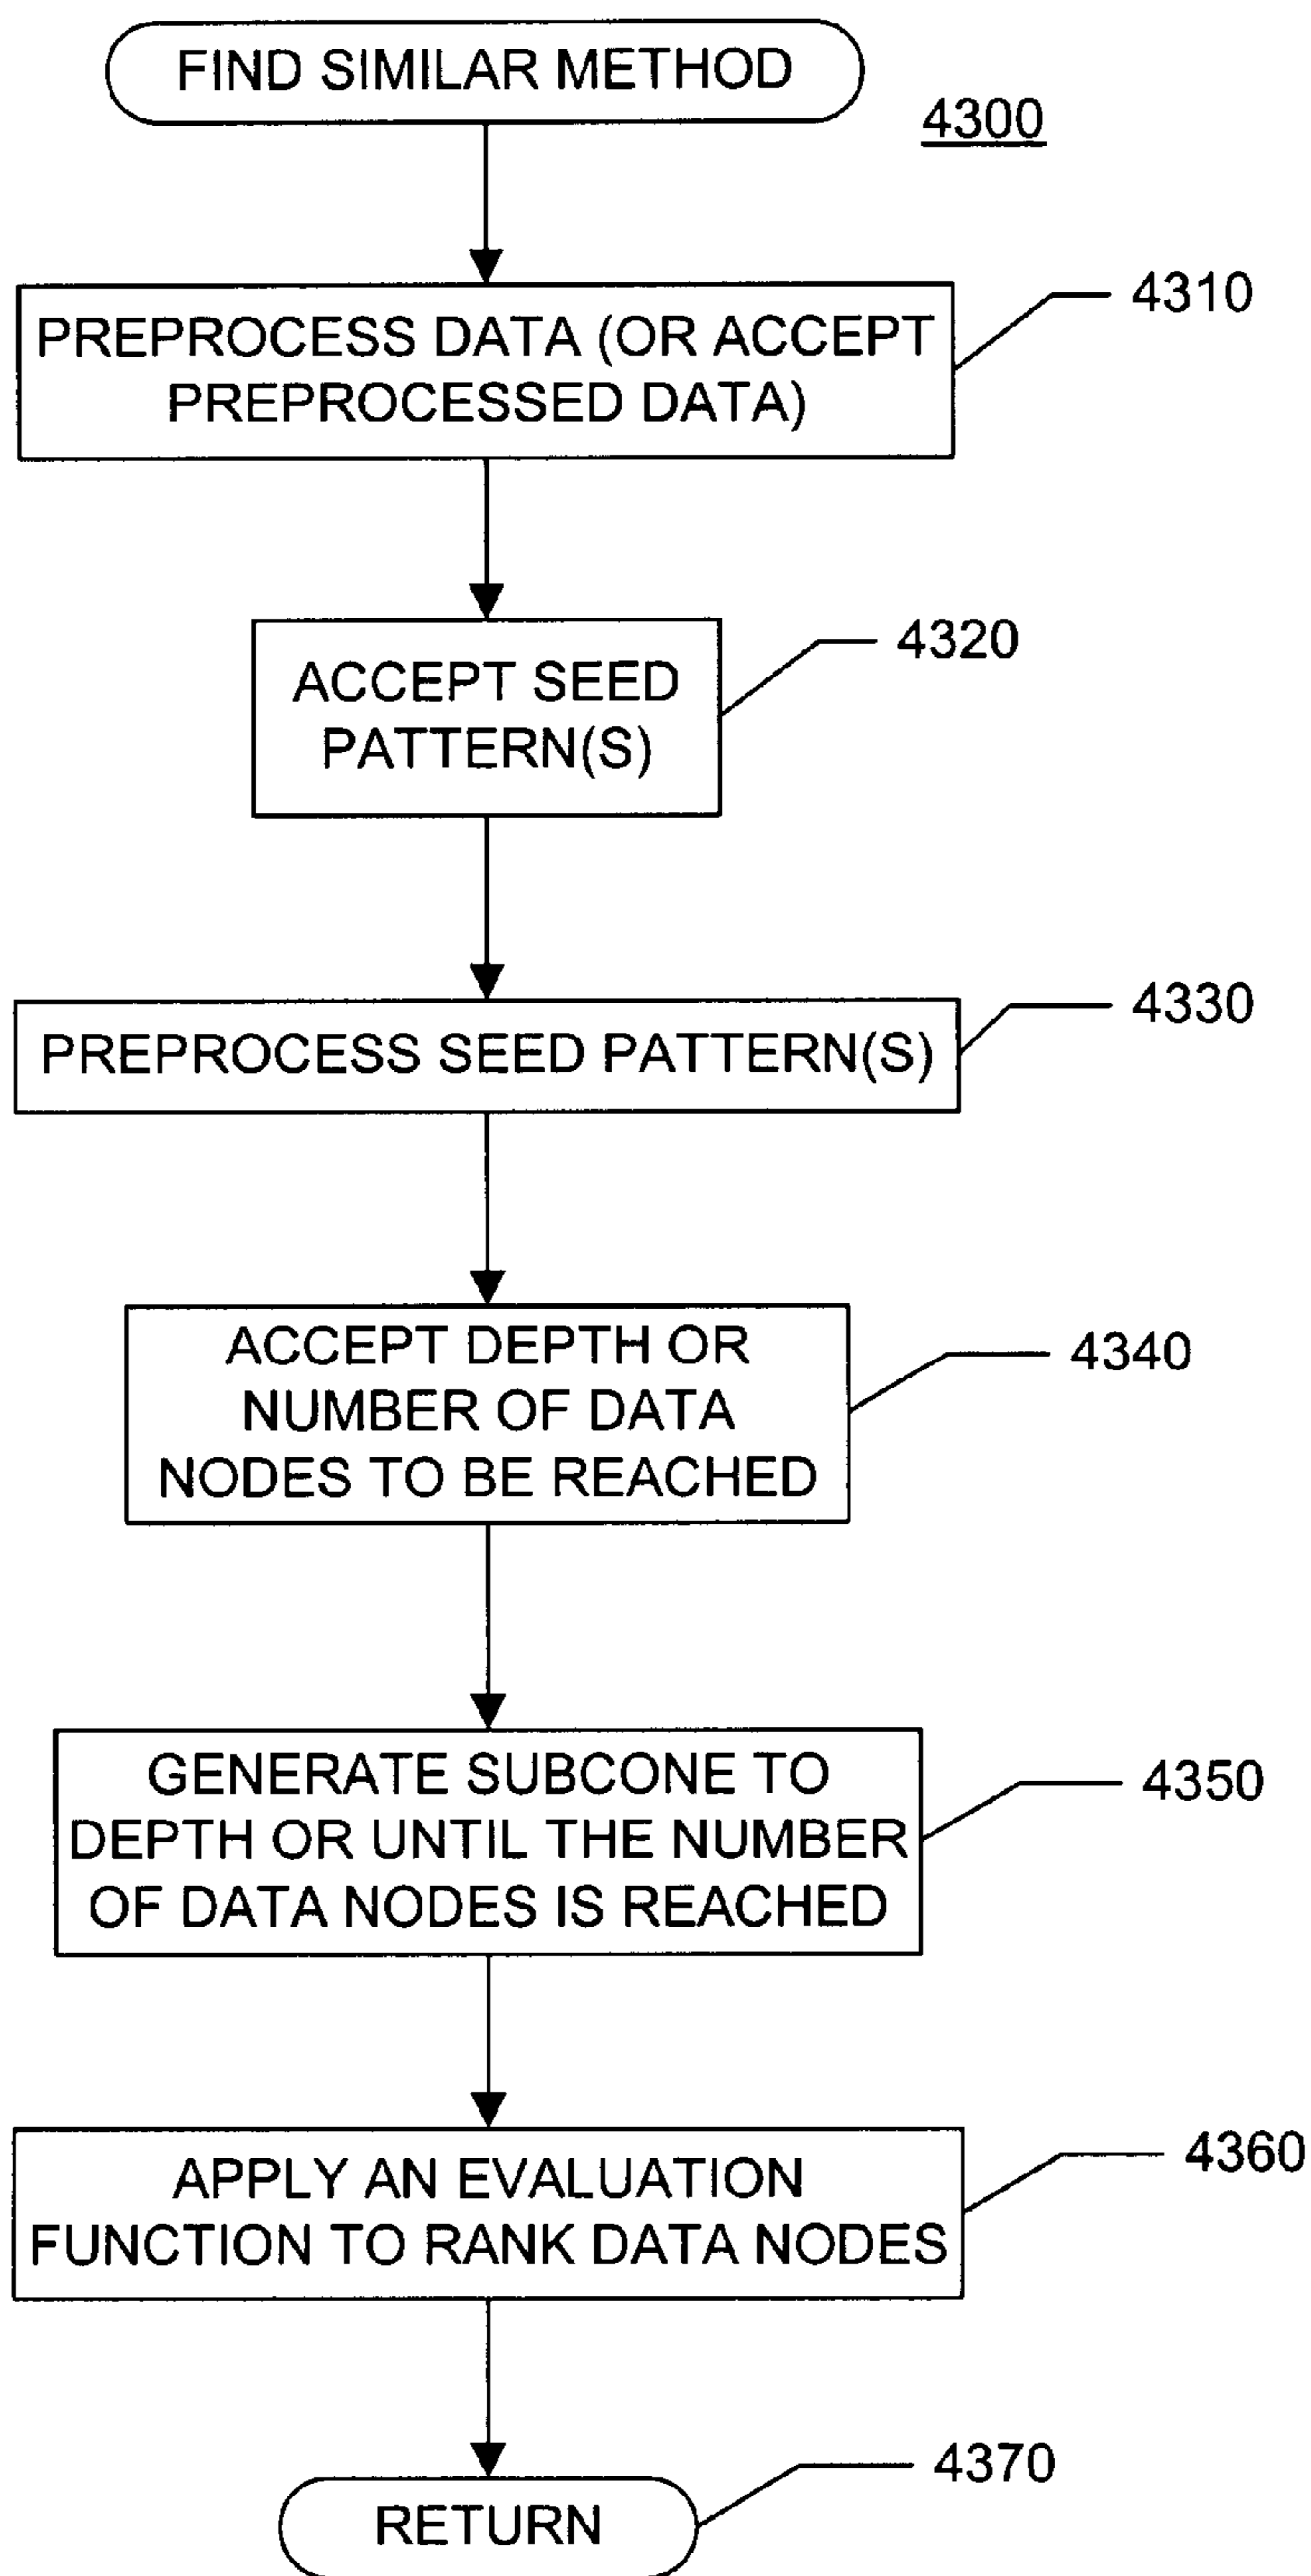 FIND SIMILAR METHOD
4300
PREPROCESS DATA (OR ACCEPT
PREPROCESSED DATA)
4310
ACCEPT SEED
PATTERN(S)
4320
PREPROCESS SEED PATTERN(S)
4330
ACCEPT DEPTH OR
NUMBER OF DATA
NODES TO BE REACHED
4340
GENERATE SUBCONE TO
DEPTH OR UNTIL THE NUMBER
OF DATA NODES IS REACHED
4350
APPLY AN EVALUATION
FUNCTION TO RANK DATA NODES
4360
RETURN
4370